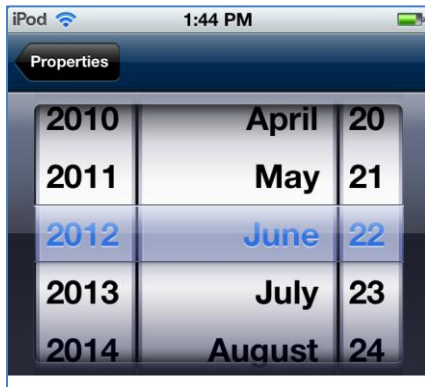 iPod 1:44 PM
Properties
2010 April 20
2011 May 21
2012 June 22
2013 July 23
2014 August 24